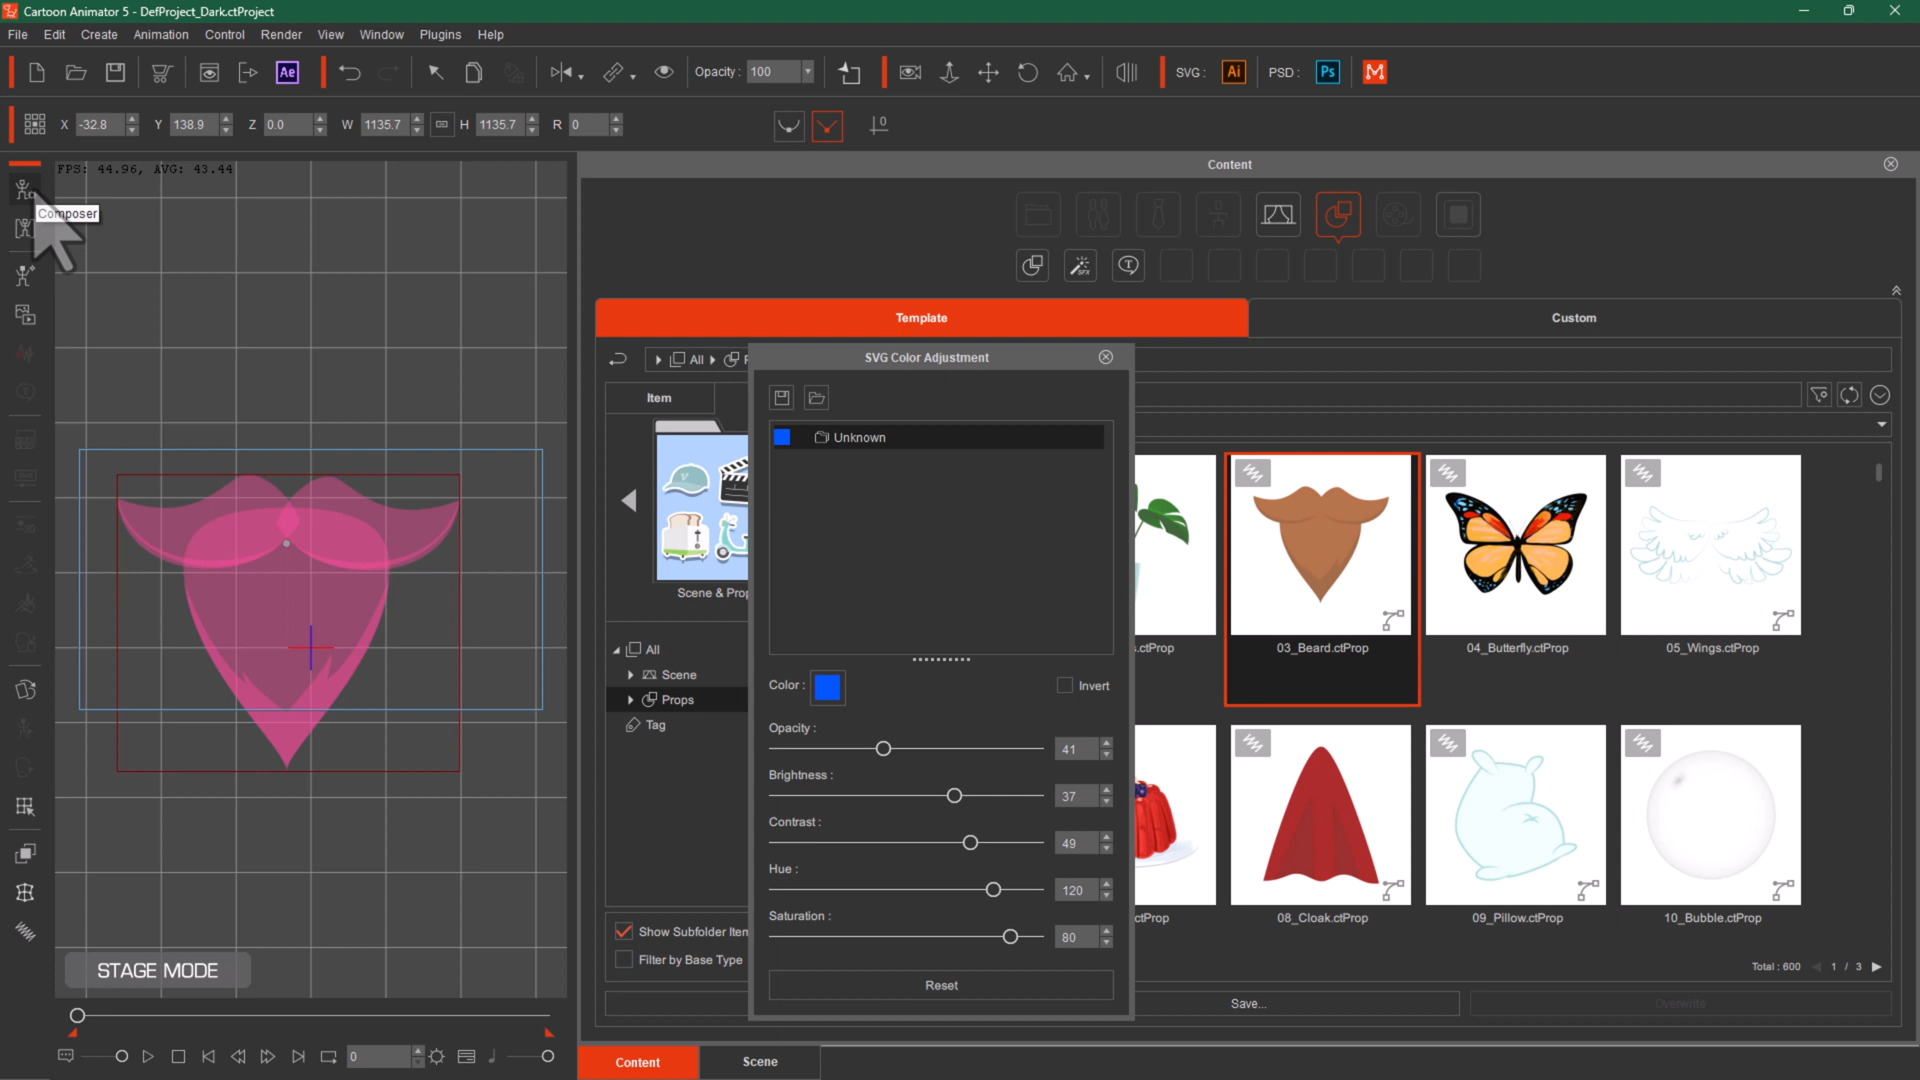 Cartoon Animator 5 - DefProject_Dark.ctProject
File Edit Create Animation Control Render View Window Plugins Help
Ae Opacity : 100 SVG : Ai PSD : Ps
X -32.8 Y 138.9 Z 0.0 W 1135.7 H 1135.7 R 0
FPS: 44.96, AVG: 43.44
Composer
STAGE MODE
0
Content
SFX T
Template Custom
All
Item
Scene & Prop
All
Scene
Props
Tag
Show Subfolder Item
Filter by Base Type
SVG Color Adjustment
Unknown
Color : Invert
Opacity :
41
Brightness :
37
Contrast :
49
Hue :
120
Saturation :
80
Reset
s.ctProp 03_Beard.ctProp 04_Butterfly.ctProp 05_Wings.ctProp
ctProp 08_Cloak.ctProp 09_Pillow.ctProp 10_Bubble.ctProp
Total : 600 1 / 3
Save... Overwrite
Content Scene